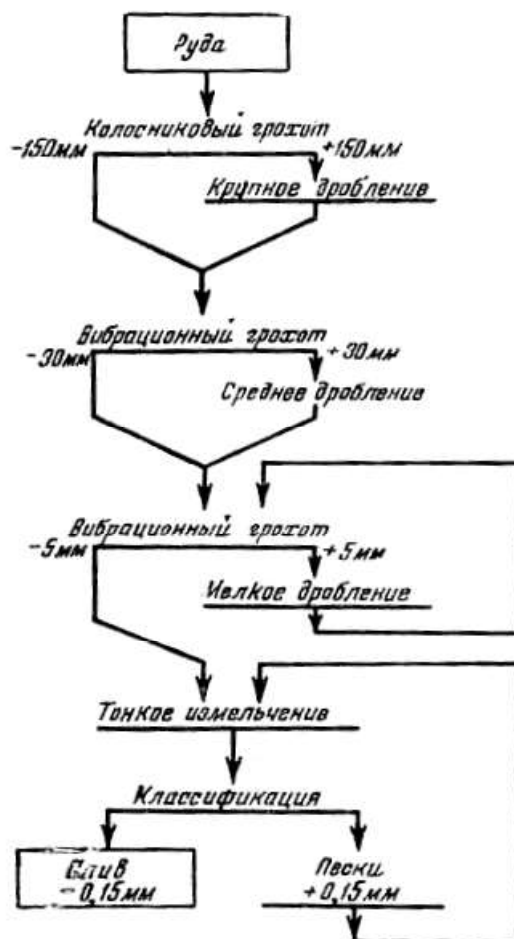 Руда
Колосниковый грохот
-150мм +150мм
Крупное дробление
Вибрационный грохот
-30мм +30мм
Среднее дробление
Вибрационный грохот
-5мм +5мм
Мелкое дробление
Тонкое измельчение
Классификация
Слив Пески
-0,15мм +0,15мм